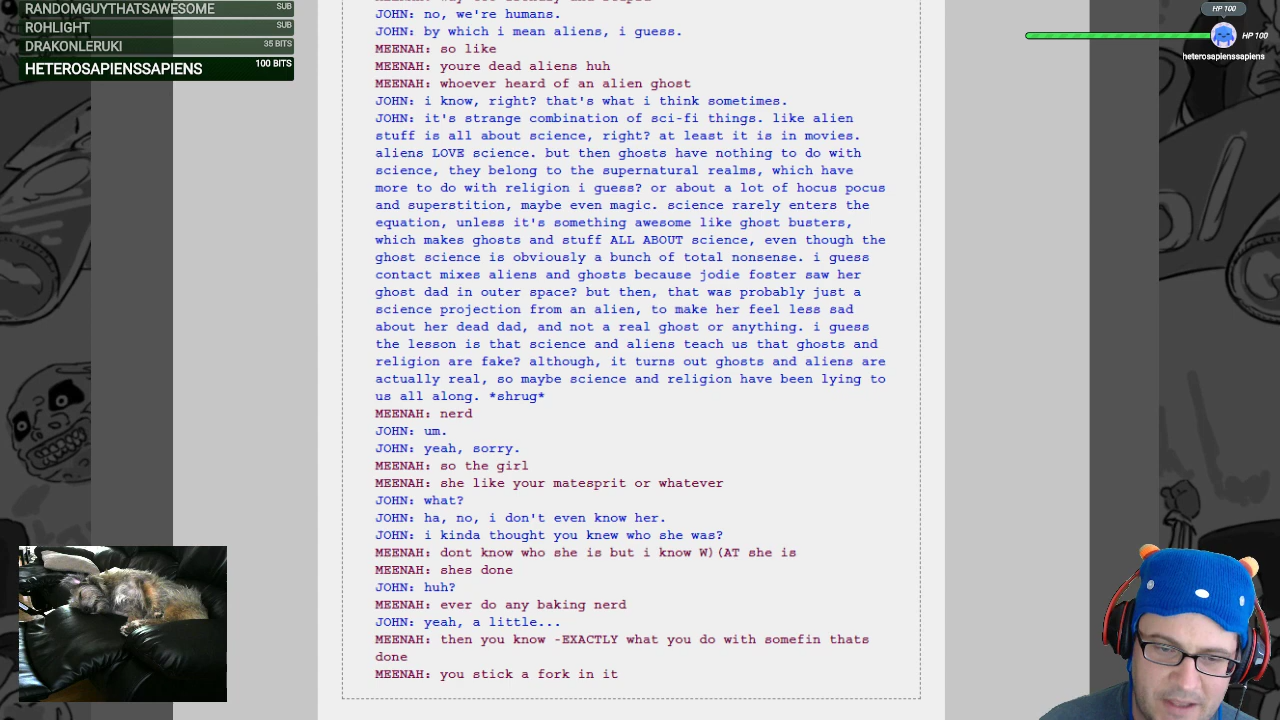 RANDOMGUYTHATSAWESOME SUB
ROHLIGHT SUB
DRAKONLERUKI 35 BITS
HETEROSAPIENSSAPIENS 100 BITS
HP 100
HP 100
heterosapienssapiens
JOHN: no, we're humans.
JOHN: by which i mean aliens, i guess.
MEENAH: so like
MEENAH: youre dead aliens huh
MEENAH: whoever heard of an alien ghost
JOHN: i know, right? that's what i think sometimes.
JOHN: it's strange combination of sci-fi things. like alien
stuff is all about science, right? at least it is in movies.
aliens LOVE science. but then ghosts have nothing to do with
science, they belong to the supernatural realms, which have
more to do with religion i guess? or about a lot of hocus pocus
and superstition, maybe even magic. science rarely enters the
equation, unless it's something awesome like ghost busters,
which makes ghosts and stuff ALL ABOUT science, even though the
ghost science is obviously a bunch of total nonsense. i guess
contact mixes aliens and ghosts because jodie foster saw her
ghost dad in outer space? but then, that was probably just a
science projection from an alien, to make her feel less sad
about her dead dad, and not a real ghost or anything. i guess
the lesson is that science and aliens teach us that ghosts and
religion are fake? although, it turns out ghosts and aliens are
actually real, so maybe science and religion have been lying to
us all along. *shrug*
MEENAH: nerd
JOHN: um.
JOHN: yeah, sorry.
MEENAH: so the girl
MEENAH: she like your matesprit or whatever
JOHN: what?
JOHN: ha, no, i don't even know her.
JOHN: i kinda thought you knew who she was?
MEENAH: dont know who she is but i know W)(AT she is
MEENAH: shes done
JOHN: huh?
MEENAH: ever do any baking nerd
JOHN: yeah, a little...
MEENAH: then you know -EXACTLY what you do with somefin thats
done
MEENAH: you stick a fork in it